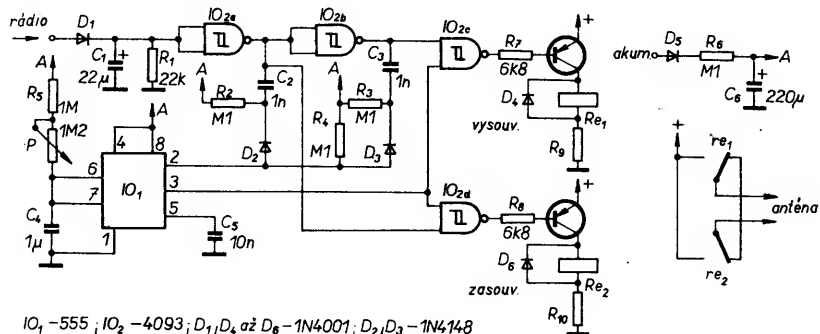 rádio D₁ IO₂ₐ IO₂b IO₂c + akum. D₅ R₆ A
C₁ + 22µ R₁ 22k C₂ 1n C₃ 1n R₇ 6k8 M1 C₆ + 220µ
A R₅ 1M A A R₂ M1 R₃ M1 R₄ M1 D₄ Re₁
P 1M2 4 8 D₂ D₃ vysouv. R₉ + re₁
6 IO₁ 2
7 3 IO₂d + anténa
C₄ 1µ 1 5 C₅ 10n R₈ 6k8 re₂
D₆ Re₂
zasouv. R₁₀
IO₁ -555 ; IO₂ -4093 ; D₁,D₄ až D₆ - 1N4001 ; D₂,D₃ - 1N4148